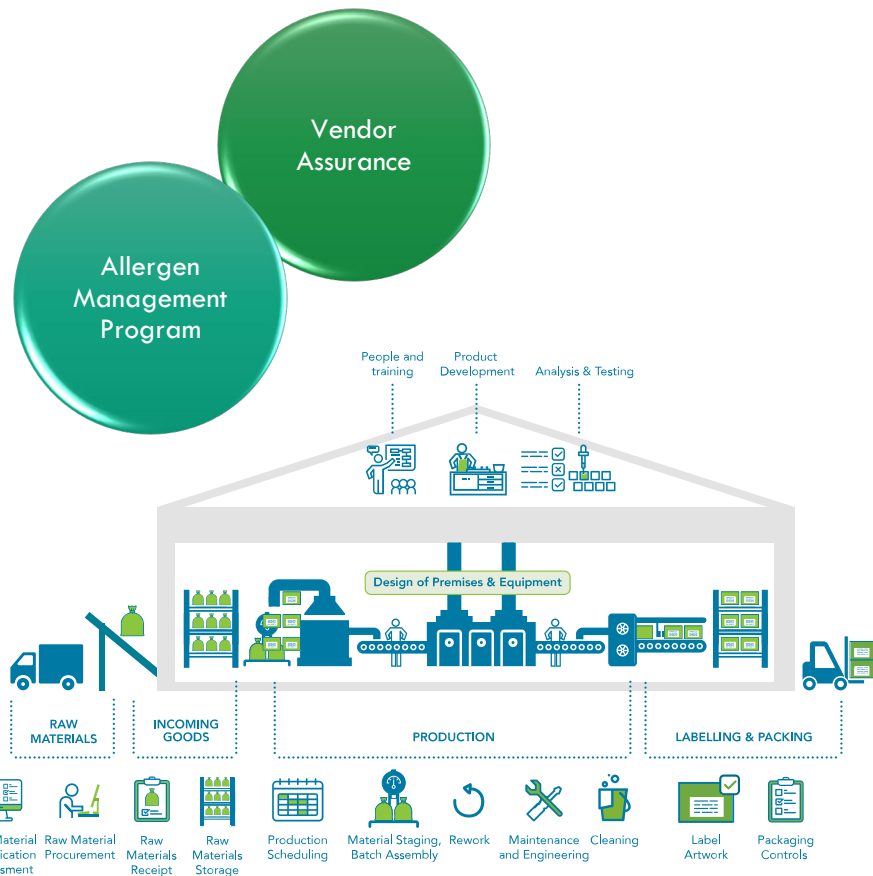 Vendor
Assurance
Allergen
Management
Program
People and
training
Product
Development
Analysis & Testing
Design of Premises & Equipment
RAW
MATERIALS
INCOMING
GOODS
PRODUCTION
LABELLING & PACKING
Raw Material
Procurement
Raw
Materials
Receipt
Raw
Materials
Storage
Production
Scheduling
Material Staging,
Batch Assembly
Rework
Maintenance
and Engineering
Cleaning
Label
Artwork
Packaging
Controls